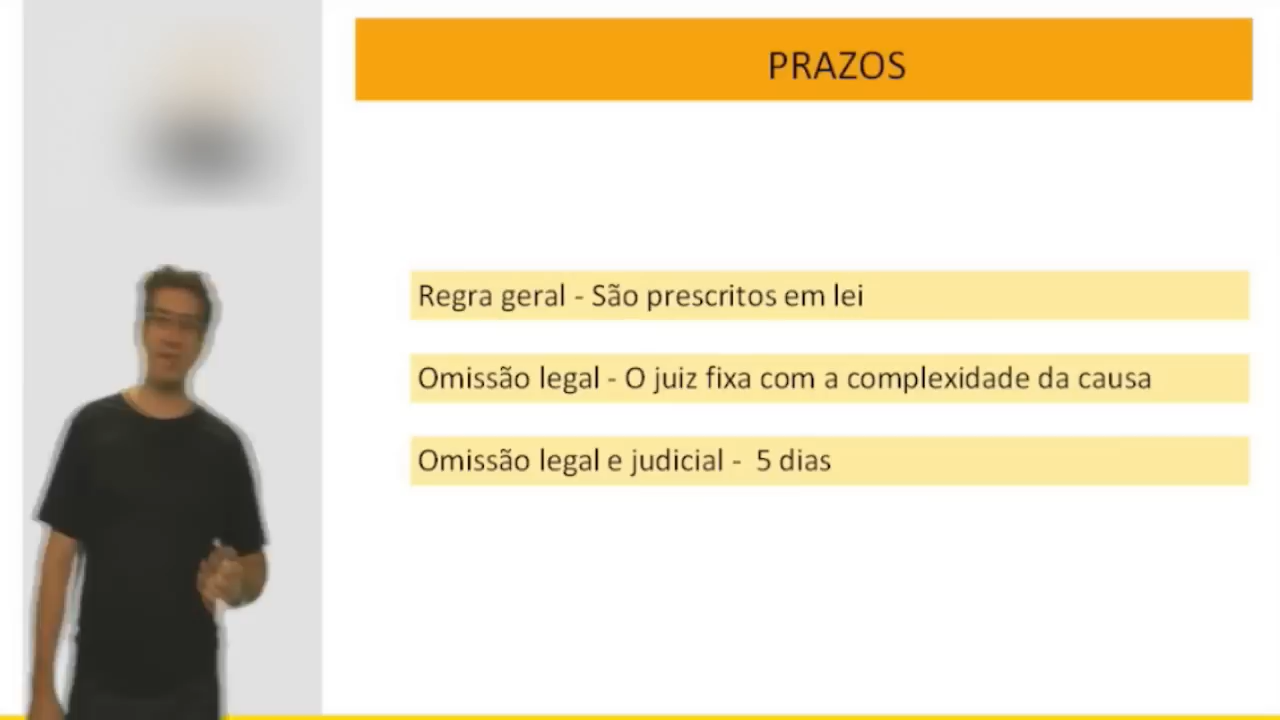 PRAZOS
Regra geral - São prescritos em lei
Omissão legal - O juiz fixa com a complexidade da causa
Omissão legal e judicial -  5 dias